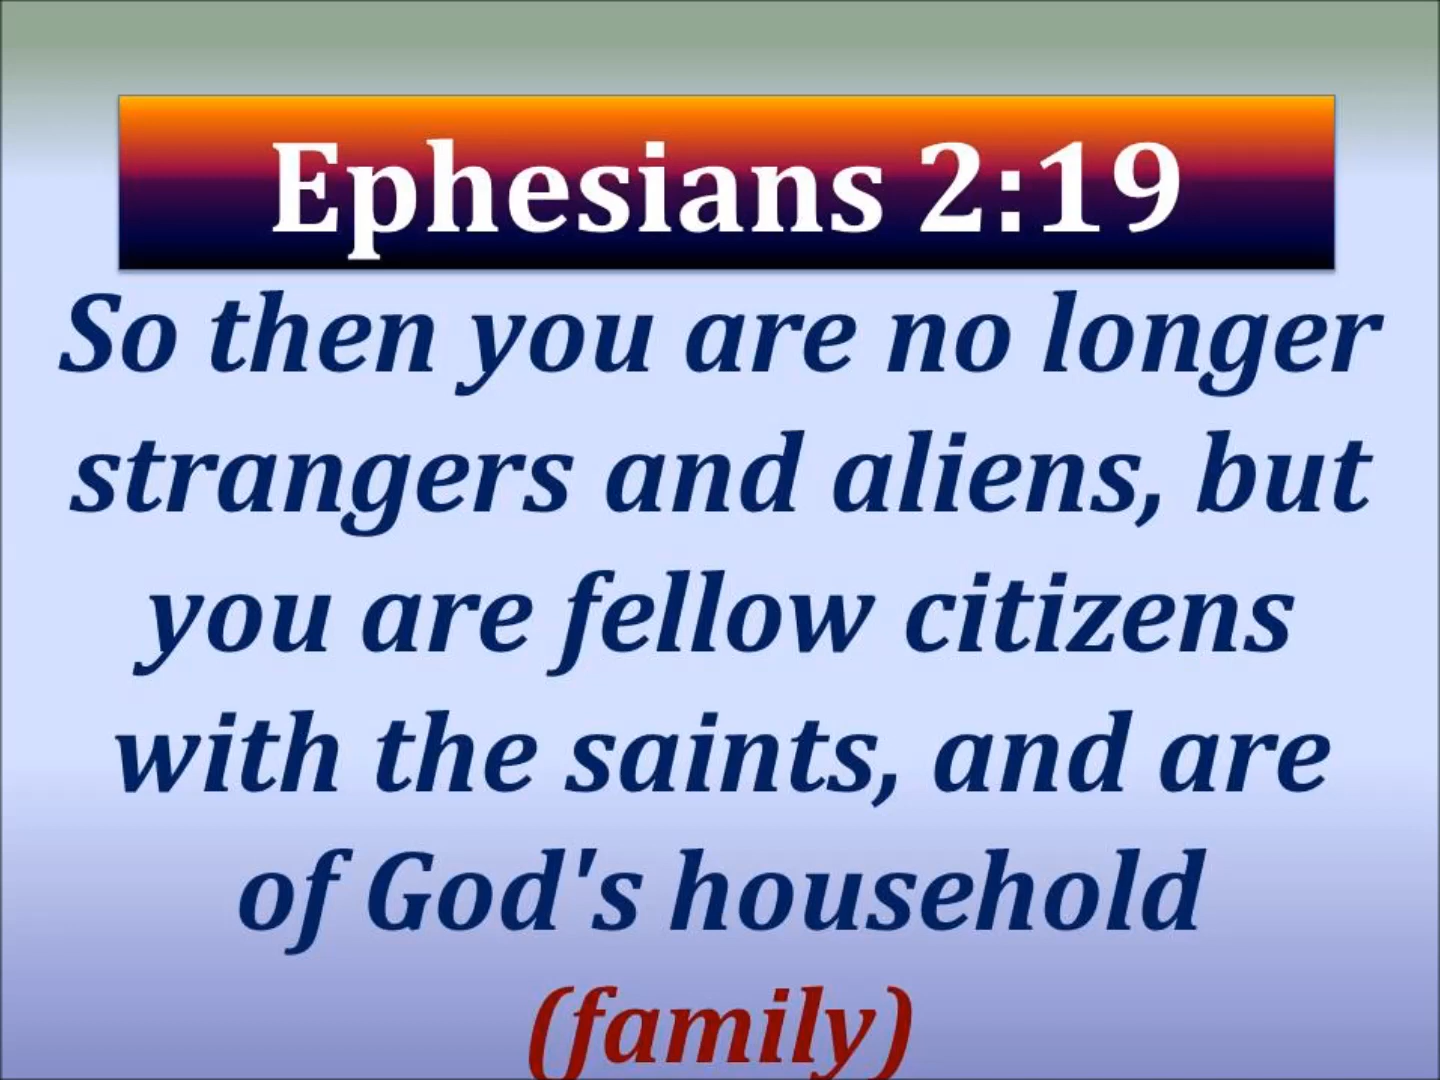 Ephesians 2:19
So then you are no longer
strangers and aliens, but
you are fellow citizens
with the saints, and are
of God's household
(family)